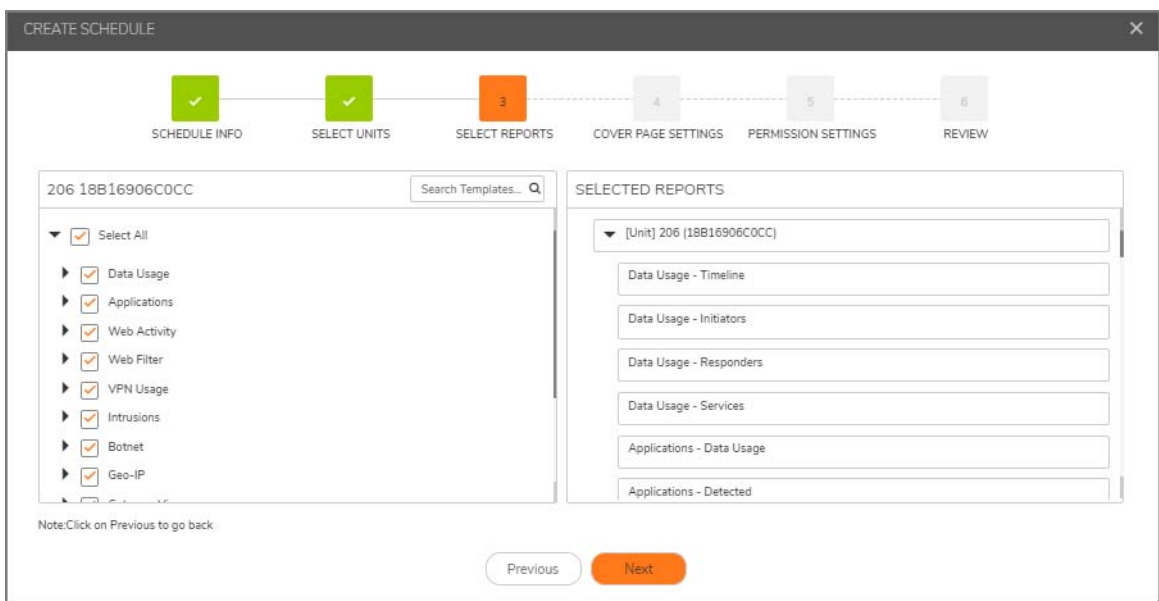 CREATE SCHEDULE
3
4
5
6
SCHEDULE INFO
SELECT UNITS
SELECT REPORTS
COVER PAGE SETTINGS
PERMISSION SETTINGS
REVIEW
206 18B16906C0CC
Search Templates...
Select All
Data Usage
Applications
Web Activity
Web Filter
VPN Usage
Intrusions
Botnet
Geo-IP
SELECTED REPORTS
[Unit] 206 (18B16906C0CC)
Data Usage - Timeline
Data Usage - Initiators
Data Usage - Responders
Data Usage - Services
Applications - Data Usage
Applications - Detected
Note:Click on Previous to go back
Previous
Next